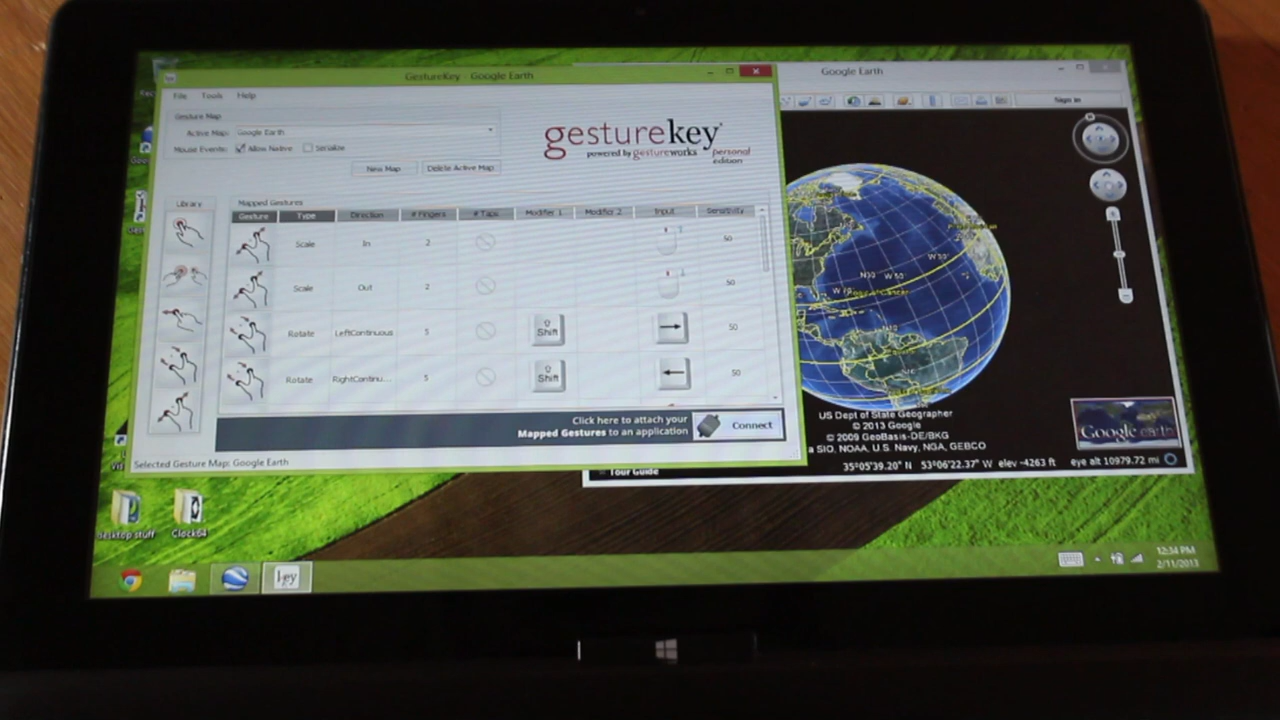 GestureKey - Google Earth
File Tools Help
Gesture Map
Active Map: Google Earth
Mouse Events: Allow Native Serialize
New Map Delete Active Map
gesturekey
powered by gestureworks personal edition
Library
Mapped Gestures
Gesture Type Direction # Fingers # Taps Modifier 1 Modifier 2 Input Sensitivity
Scale In 2 50
Scale Out 2 50
Rotate LeftContinuous 5 Shift 50
Rotate RightContinu... 5 Shift 50
Click here to attach your
Mapped Gestures to an application
Connect
Selected Gesture Map: Google Earth
Google Earth
Sign in
US Dept of State Geographer
© 2013 Google
© 2009 GeoBasis-DE/BKG
a SIO, NOAA, U.S. Navy, NGA, GEBCO
Google earth
35°05'39.20" N 53°06'22.37" W elev -4263 ft eye alt 10979.72 mi
Tour Guide
Desktop stuff
Clock64
key
12:34 PM
2/11/2013